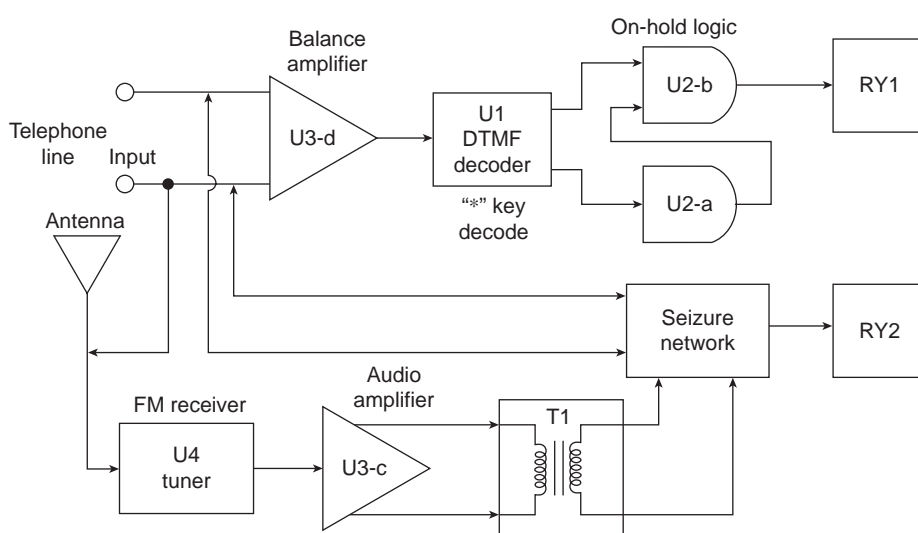 Balance
amplifier
On-hold logic
U2-b
RY1
U3-d
U1
DTMF
decoder
Telephone
line
Input
U2-a
“*” key
decode
Antenna
Seizure
network
RY2
Audio
amplifier
FM receiver
T1
U4
tuner
U3-c